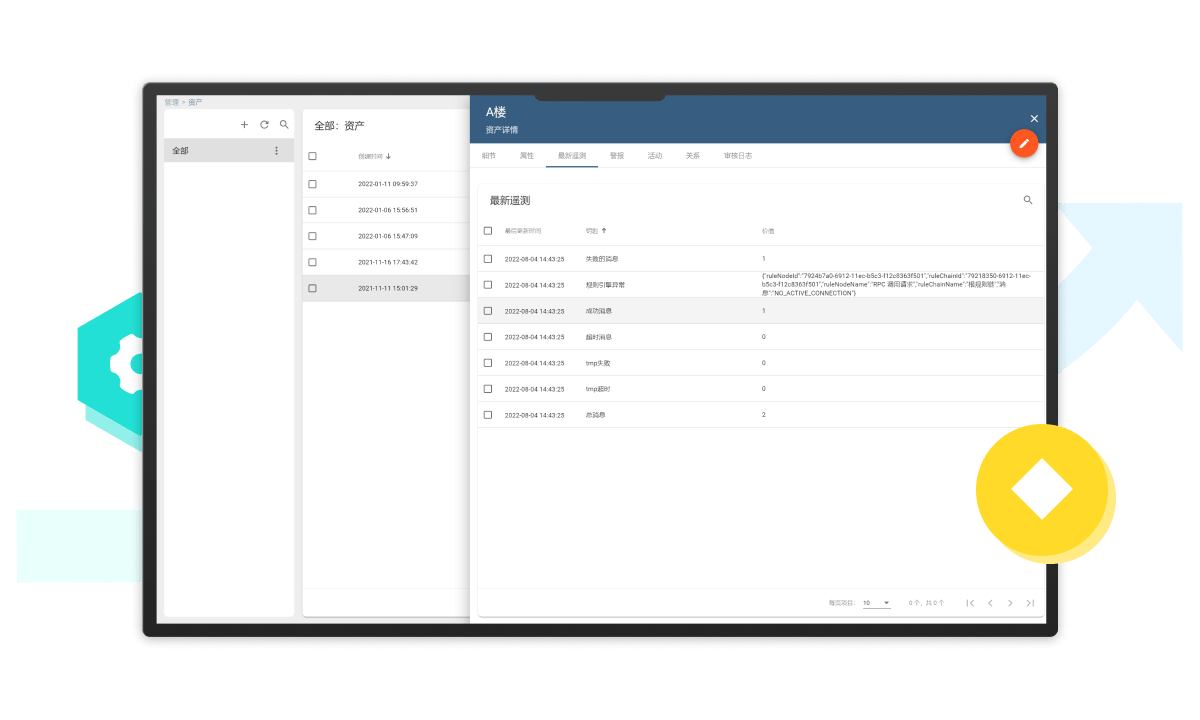 管理 > 资产
全部
全部：资产
创建时间
2022-01-11 09:59:37
2022-01-06 15:56:51
2022-01-06 15:47:09
2021-11-16 17:43:42
2021-11-11 15:01:29
A楼
资产详情
细节 属性 最新遥测 警报 活动 关系 审核日志
最新遥测
最后更新时间 钥匙 价值
2022-08-04 14:43:25 失败的消息 1
2022-08-04 14:43:25 规则引擎异常 {"ruleNodeId":"7924b7a0-6912-11ec-b5c3-f12c8363f501","ruleChainId":"79218350-6912-11ec-
b5c3-f12c8363f501","ruleNodeName":"RPC 调用请求","ruleChainName":"根规则链","消
息":"NO_ACTIVE_CONNECTION"}
2022-08-04 14:43:25 成功消息 1
2022-08-04 14:43:25 超时消息 0
2022-08-04 14:43:25 tmp失败 0
2022-08-04 14:43:25 tmp超时 0
2022-08-04 14:43:25 总消息 2
每页项目: 10 0 个, 共 0 个